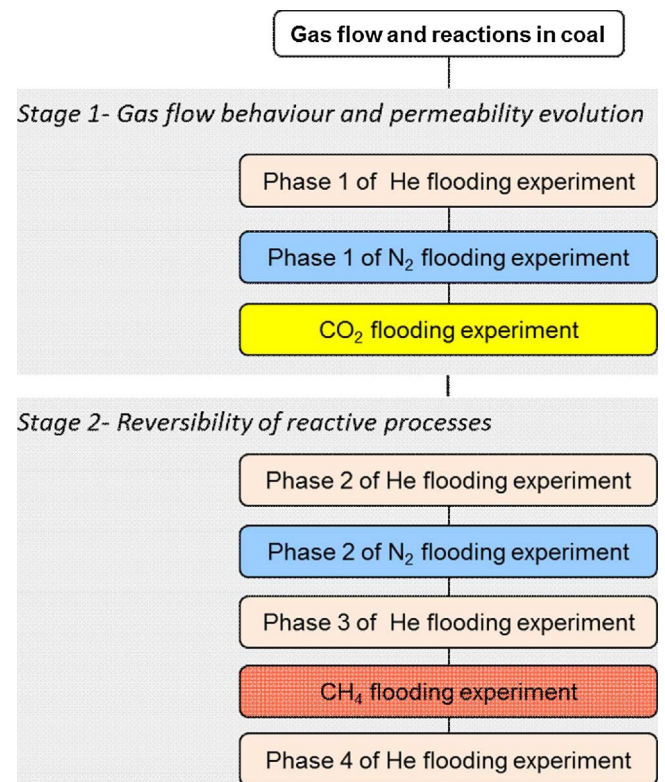 Gas flow and reactions in coal
Stage 1- Gas flow behaviour and permeability evolution
Phase 1 of He flooding experiment
Phase 1 of N₂ flooding experiment
CO₂ flooding experiment
Stage 2- Reversibility of reactive processes
Phase 2 of He flooding experiment
Phase 2 of N₂ flooding experiment
Phase 3 of He flooding experiment
CH₄ flooding experiment
Phase 4 of He flooding experiment